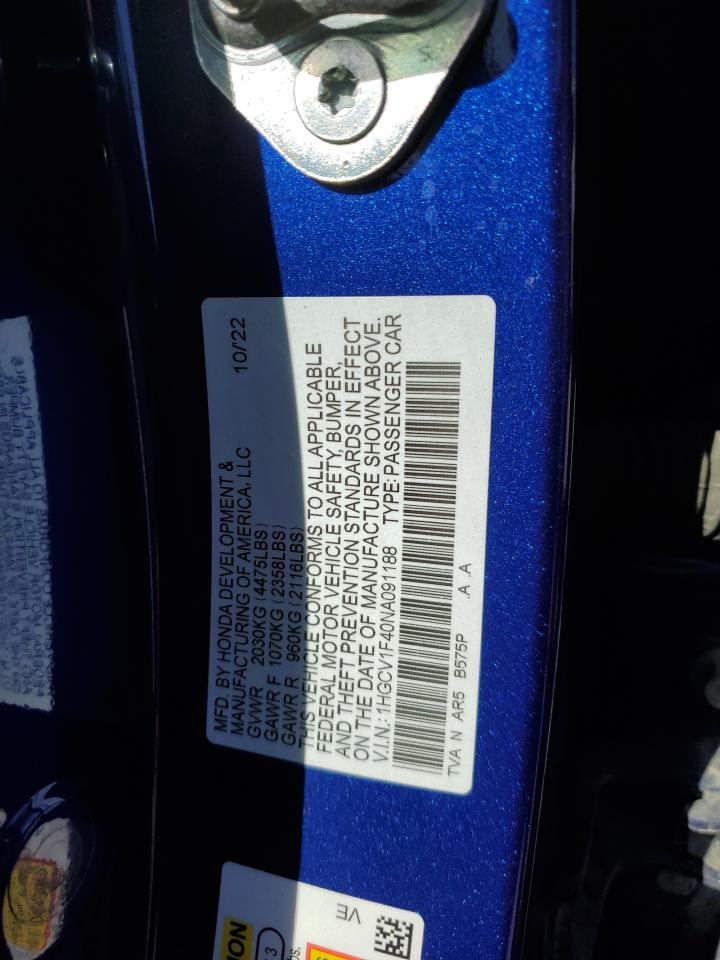 MFD. BY HONDA DEVELOPMENT &
MANUFACTURING OF AMERICA, LLC 10/'22
GVWR 2030KG (4475LBS)
GAWR F 1070KG (2358LBS)
GAWR R 960KG (2116LBS)
THIS VEHICLE CONFORMS TO ALL APPLICABLE
FEDERAL MOTOR VEHICLE SAFETY, BUMPER,
AND THEFT PREVENTION STANDARDS IN EFFECT
ON THE DATE OF MANUFACTURE SHOWN ABOVE.
V.I.N.: 1HGCV1F40NA091188 TYPE: PASSENGER CAR
TVA N AR5 B575P .A .A
VE
3